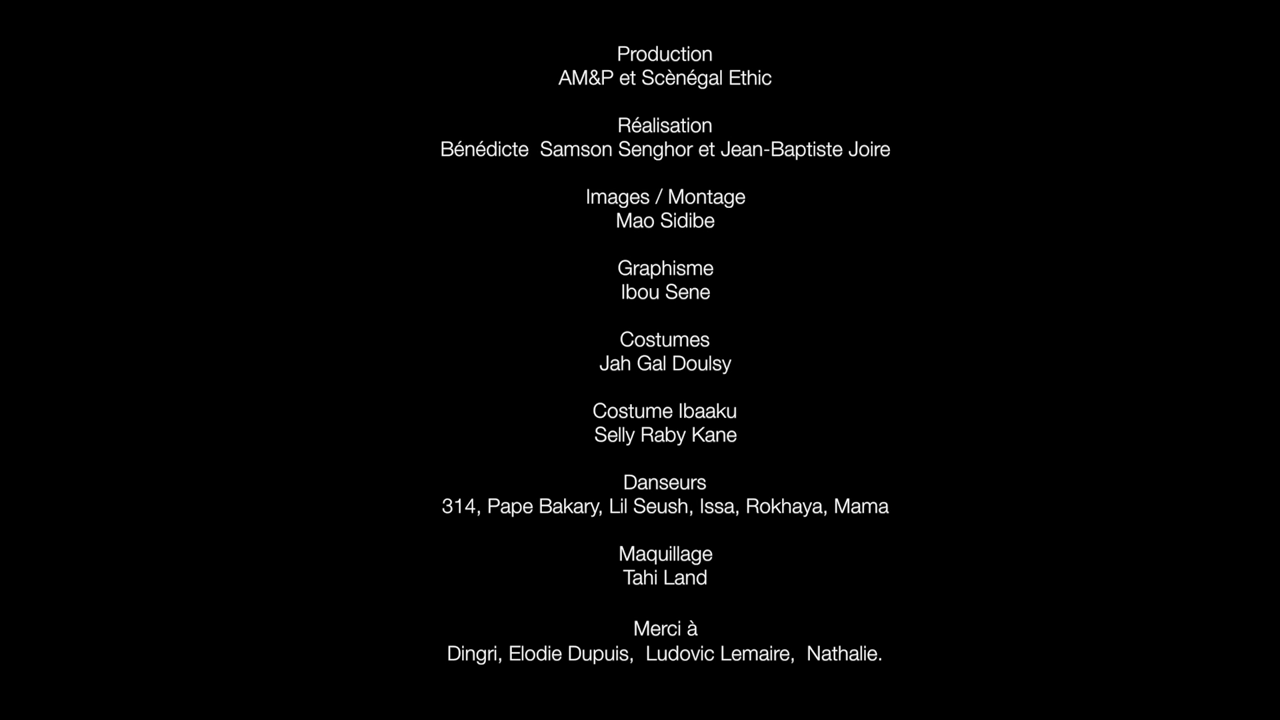 Production
AM&P et Scènégal Ethic
Réalisation
Bénédicte  Samson Senghor et Jean-Baptiste Joire
Images / Montage
Mao Sidibe
Graphisme
Ibou Sene
Costumes
Jah Gal Doulsy
Costume Ibaaku
Selly Raby Kane
Danseurs
314, Pape Bakary, Lil Seush, Issa, Rokhaya, Mama
Maquillage
Tahi Land
Merci à
Dingri, Elodie Dupuis,  Ludovic Lemaire,  Nathalie.